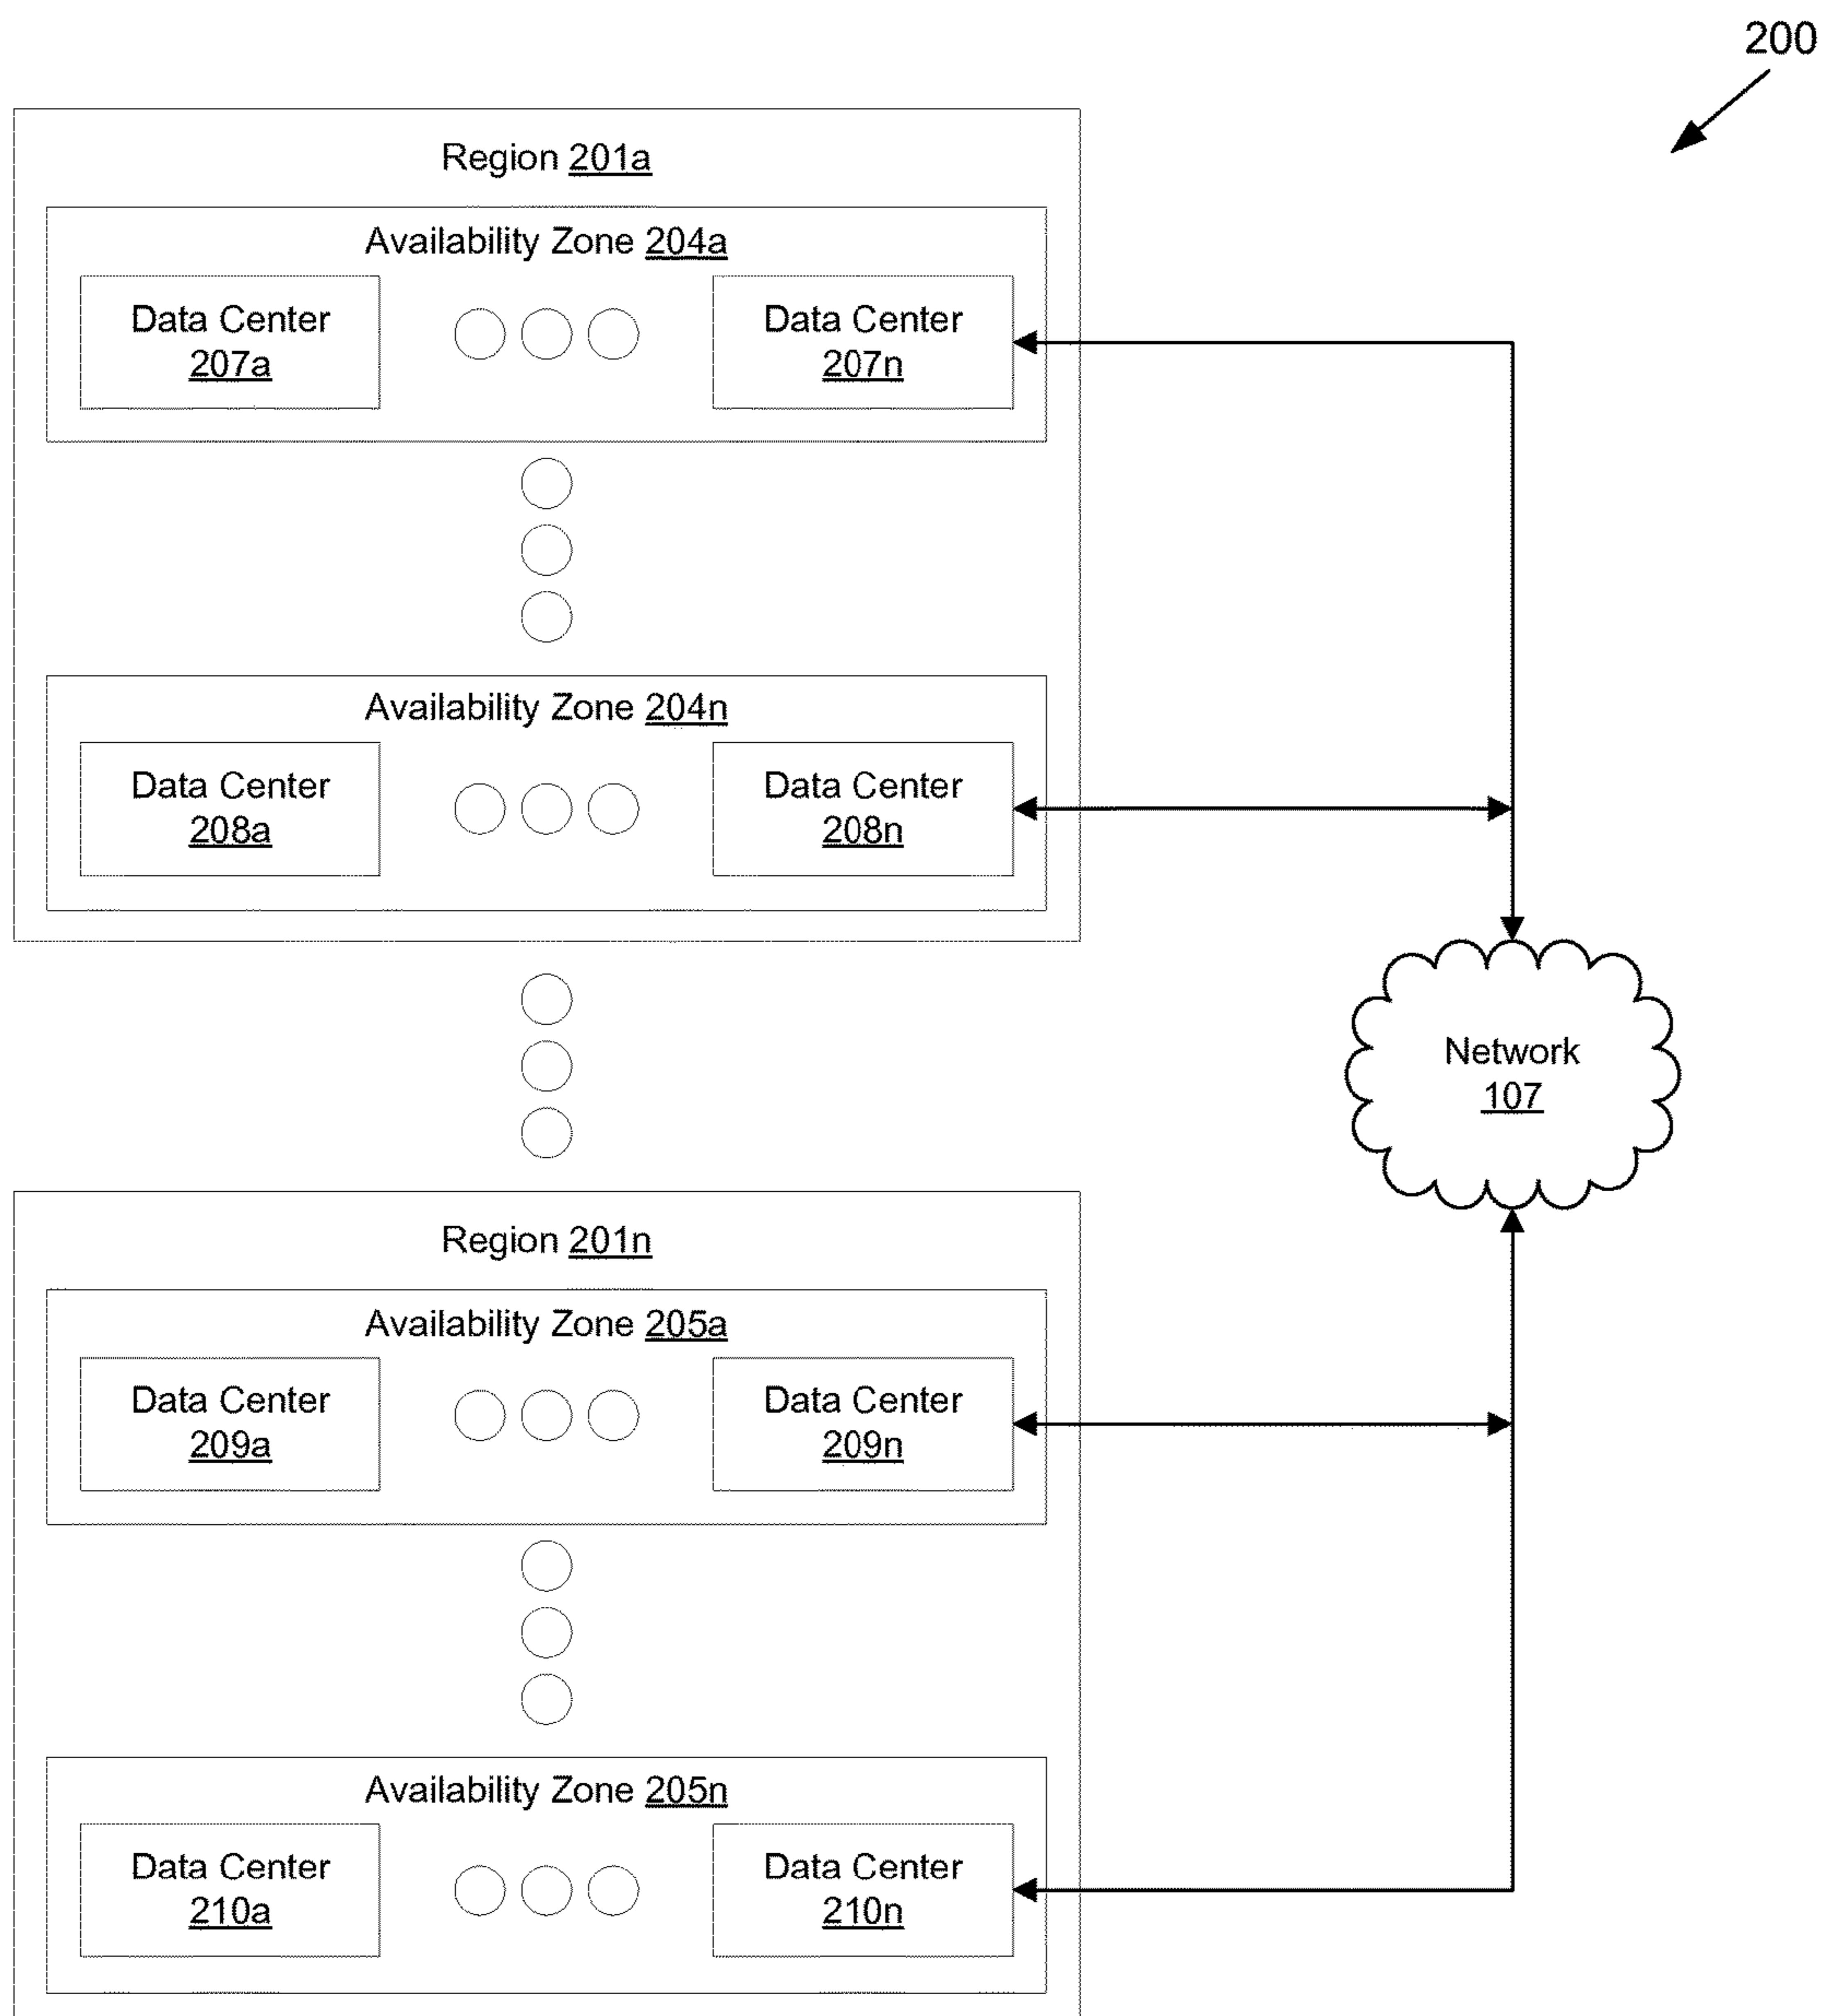 200
Region 201a
Availability Zone 204a
Data Center
207a
Data Center
207n
Availability Zone 204n
Data Center
208a
Data Center
208n
Network
107
Region 201n
Availability Zone 205a
Data Center
209a
Data Center
209n
Availability Zone 205n
Data Center
210a
Data Center
210n